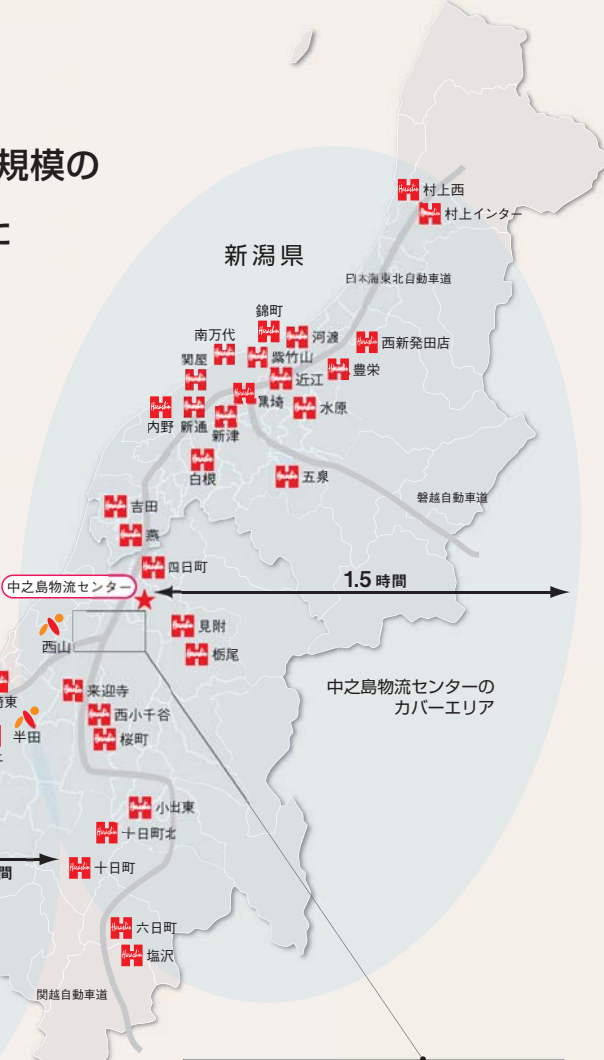 規模の
新潟県
村上西
村上インター
日本海東北自動車道
錦町
南万代
河渡
西新発田店
関屋
紫竹山
近江
豊栄
黒埼
水原
内野
新通
新津
白根
五泉
磐越自動車道
吉田
燕
四日町
中之島物流センター
1.5時間
見附
西山
栃尾
中之島物流センターの
カバーエリア
来迎寺
崎東
西小千谷
半田
桜町
小出東
十日町北
十日町
間
六日町
塩沢
関越自動車道